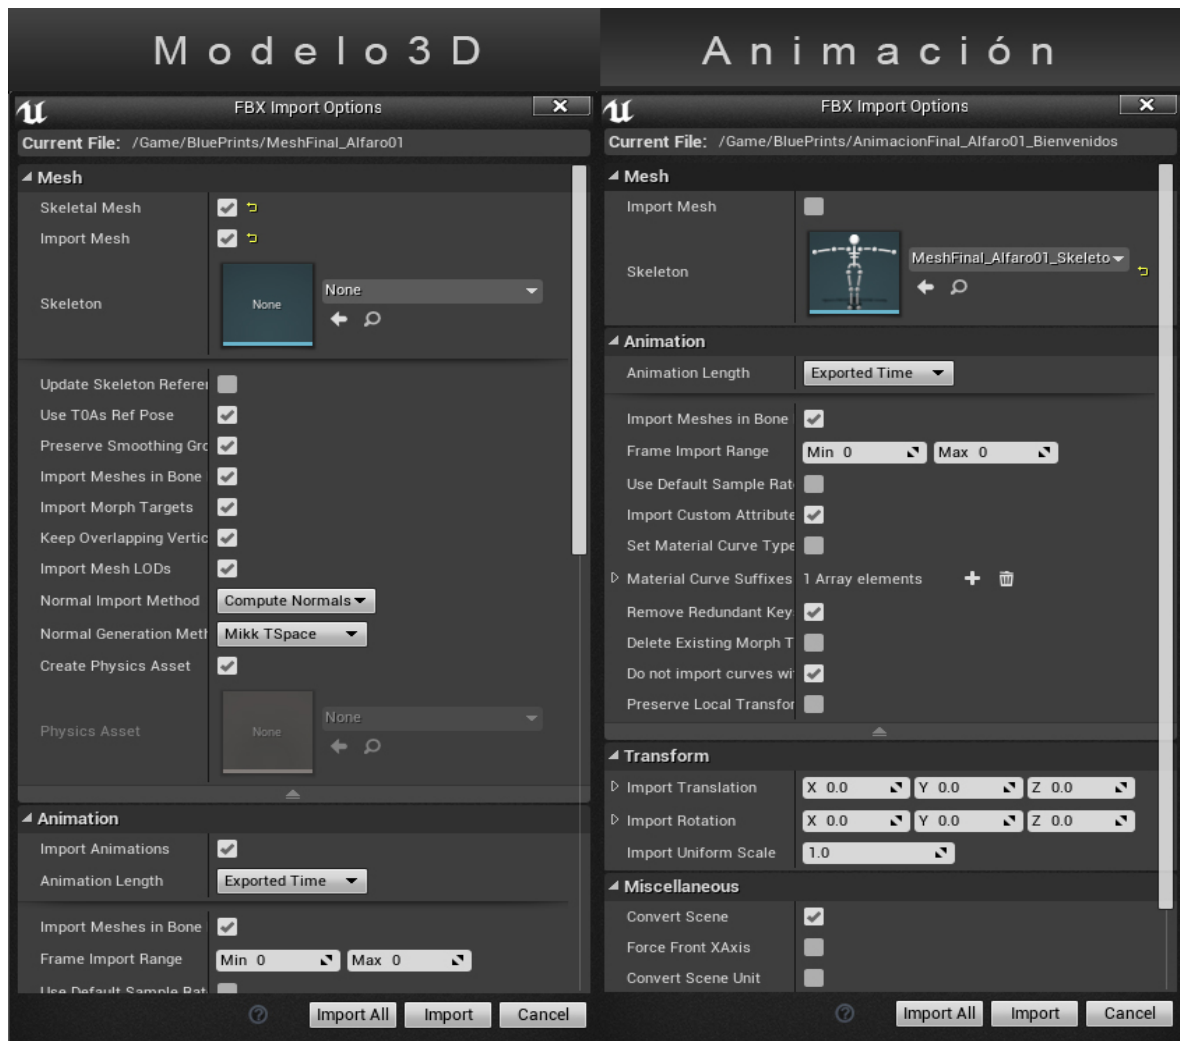 Modelo3D
FBX Import Options
Current File: /Game/BluePrints/MeshFinal_Alfaro01
Mesh
Skeletal Mesh
Import Mesh
Skeleton
None
None
Update Skeleton Referer
Use T0As Ref Pose
Preserve Smoothing Grc
Import Meshes in Bone
Import Morph Targets
Keep Overlapping Vertic
Import Mesh LODs
Normal Import Method Compute Normals
Normal Generation Meth Mikk TSpace
Create Physics Asset
Physics Asset
None
None
Animation
Import Animations
Animation Length Exported Time
Import Meshes in Bone
Frame Import Range Min 0 Max 0
Use Default Sample Rat
Import All Import Cancel
Animación
FBX Import Options
Current File: /Game/BluePrints/AnimacionFinal_Alfaro01_Bienvenidos
Mesh
Import Mesh
Skeleton
MeshFinal_Alfaro01_Skeleto
Animation
Animation Length Exported Time
Import Meshes in Bone
Frame Import Range Min 0 Max 0
Use Default Sample Rat
Import Custom Attribute
Set Material Curve Type
Material Curve Suffixes 1 Array elements
Remove Redundant Key
Delete Existing Morph T
Do not import curves wi
Preserve Local Transfor
Transform
Import Translation X 0.0 Y 0.0 Z 0.0
Import Rotation X 0.0 Y 0.0 Z 0.0
Import Uniform Scale 1.0
Miscellaneous
Convert Scene
Force Front XAxis
Convert Scene Unit
Import All Import Cancel